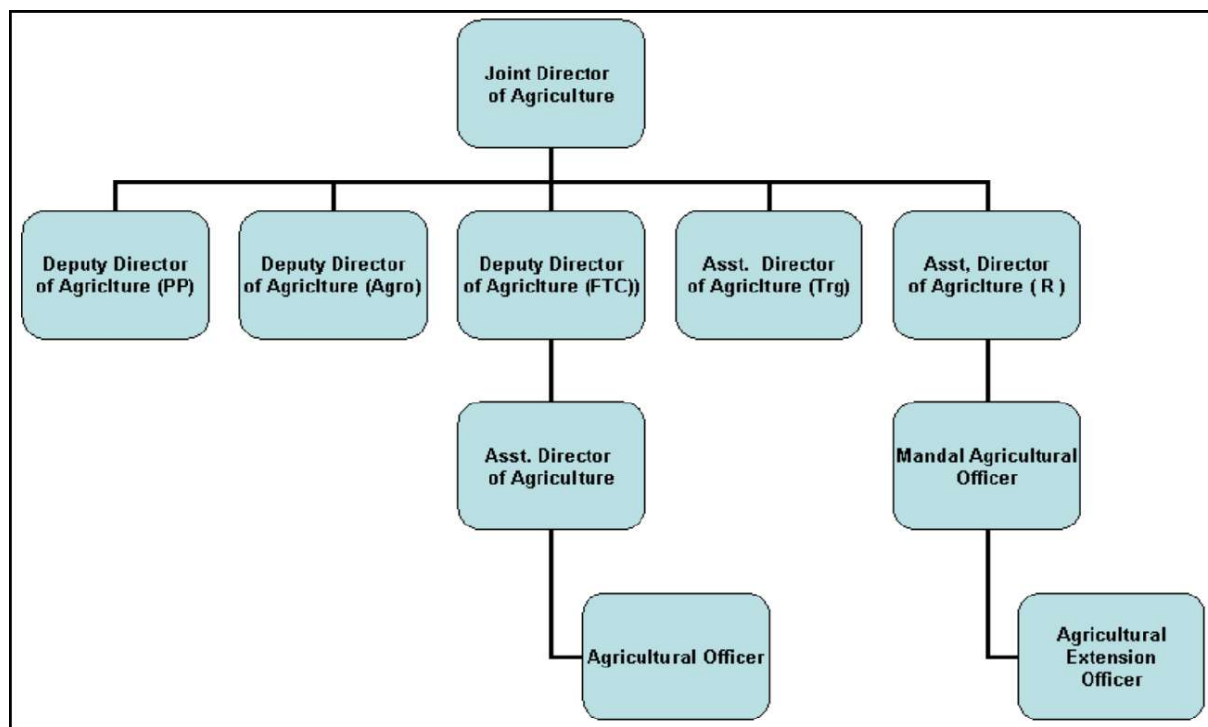 Joint Director
of Agriculture
Deputy Director
of Agriclture (PP)
Deputy Director
of Agriclture (Agro)
Deputy Director
of Agriclture (FTC))
Asst. Director
of Agriclture (Trg)
Asst, Director
of Agriclture ( R )
Asst. Director
of Agriculture
Mandal Agricultural
Officer
Agricultural Officer
Agricultural
Extension
Officer